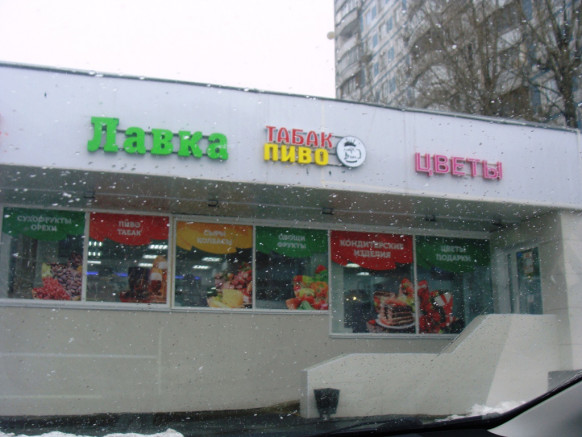 Лавка
ТАБАК
ПИВО
ЦВЕТЫ
СУХОФРУКТЫ
ОРЕХИ
ПИВО
ТАБАК
СЫРЫ
КОЛБАСЫ
ОВОЩИ
ФРУКТЫ
КОНДИТЕРСКИЕ
ИЗДЕЛИЯ
ЦВЕТЫ
ПОДАРКИ